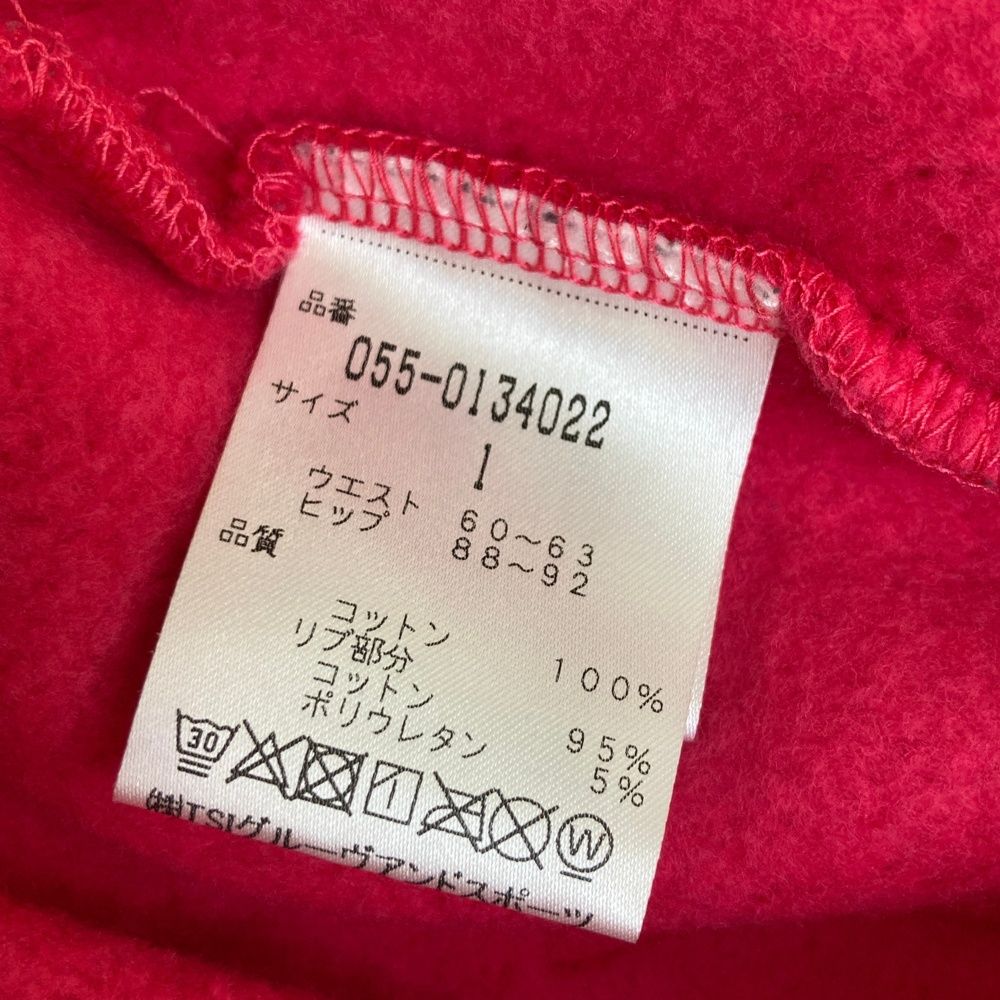 品番
055-0134022
サイズ
1
ウエスト 60～63
ヒップ 88～92
品質
コットン 100%
リブ部分
コットン 95%
ポリウレタン 5%
30
㈱TSIグルーヴアンドスポーツ